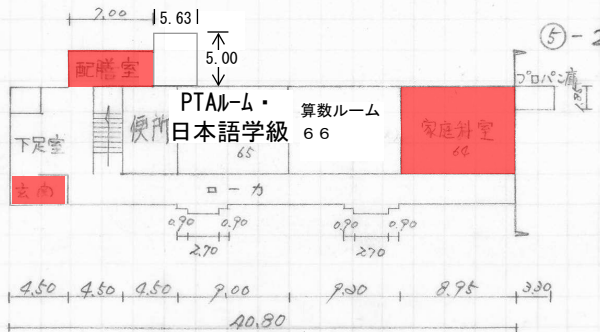 7.00
5.63
5.00
⑤-2
配膳室
プロパン庫
PTAルーム・
日本語学級
65
算数ルーム
66
家庭科室
64
便所
下足室
玄関
ローカ
0.90
0.90
2.70
0.90
0.90
2.70
4.50
4.50
4.50
9.00
8.95
3.30
40.80